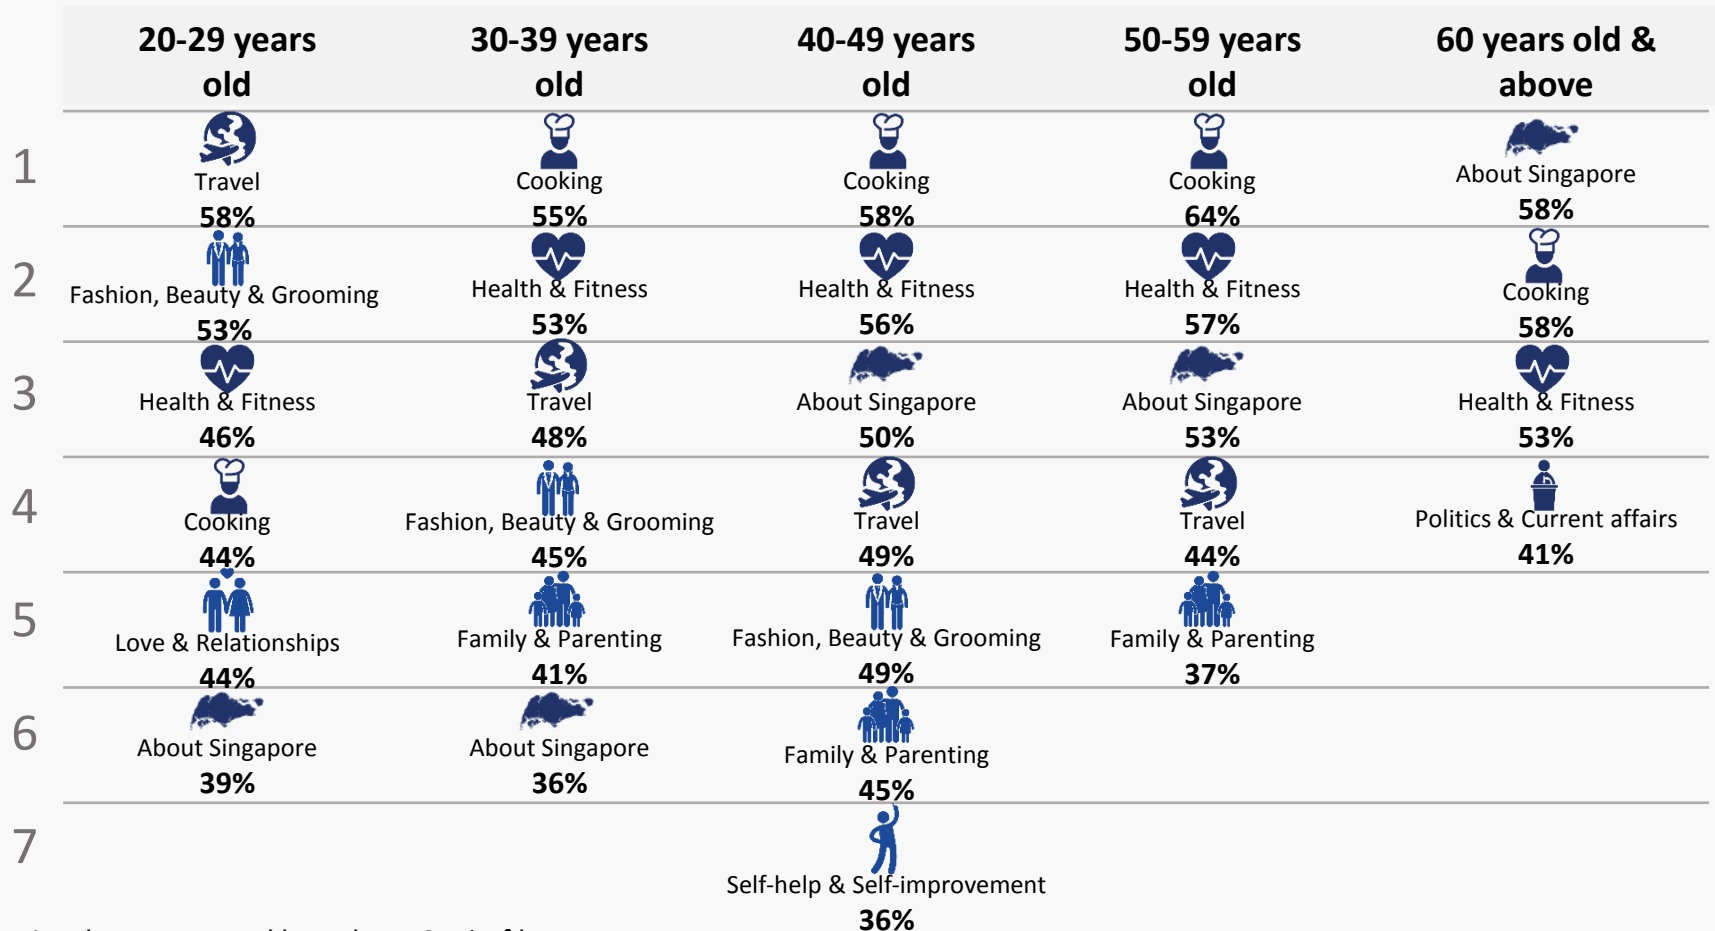 20-29 years old
30-39 years old
40-49 years old
50-59 years old
60 years old & above
1
Travel
58%
Cooking
55%
Cooking
58%
Cooking
64%
About Singapore
58%
2
Fashion, Beauty & Grooming
53%
Health & Fitness
53%
Health & Fitness
56%
Health & Fitness
57%
Cooking
58%
3
Health & Fitness
46%
Travel
48%
About Singapore
50%
About Singapore
53%
Health & Fitness
53%
4
Cooking
44%
Fashion, Beauty & Grooming
45%
Travel
49%
Travel
44%
Politics & Current affairs
41%
5
Love & Relationships
44%
Family & Parenting
41%
Fashion, Beauty & Grooming
49%
Family & Parenting
37%
6
About Singapore
39%
About Singapore
36%
Family & Parenting
45%
7
Self-help & Self-improvement
36%